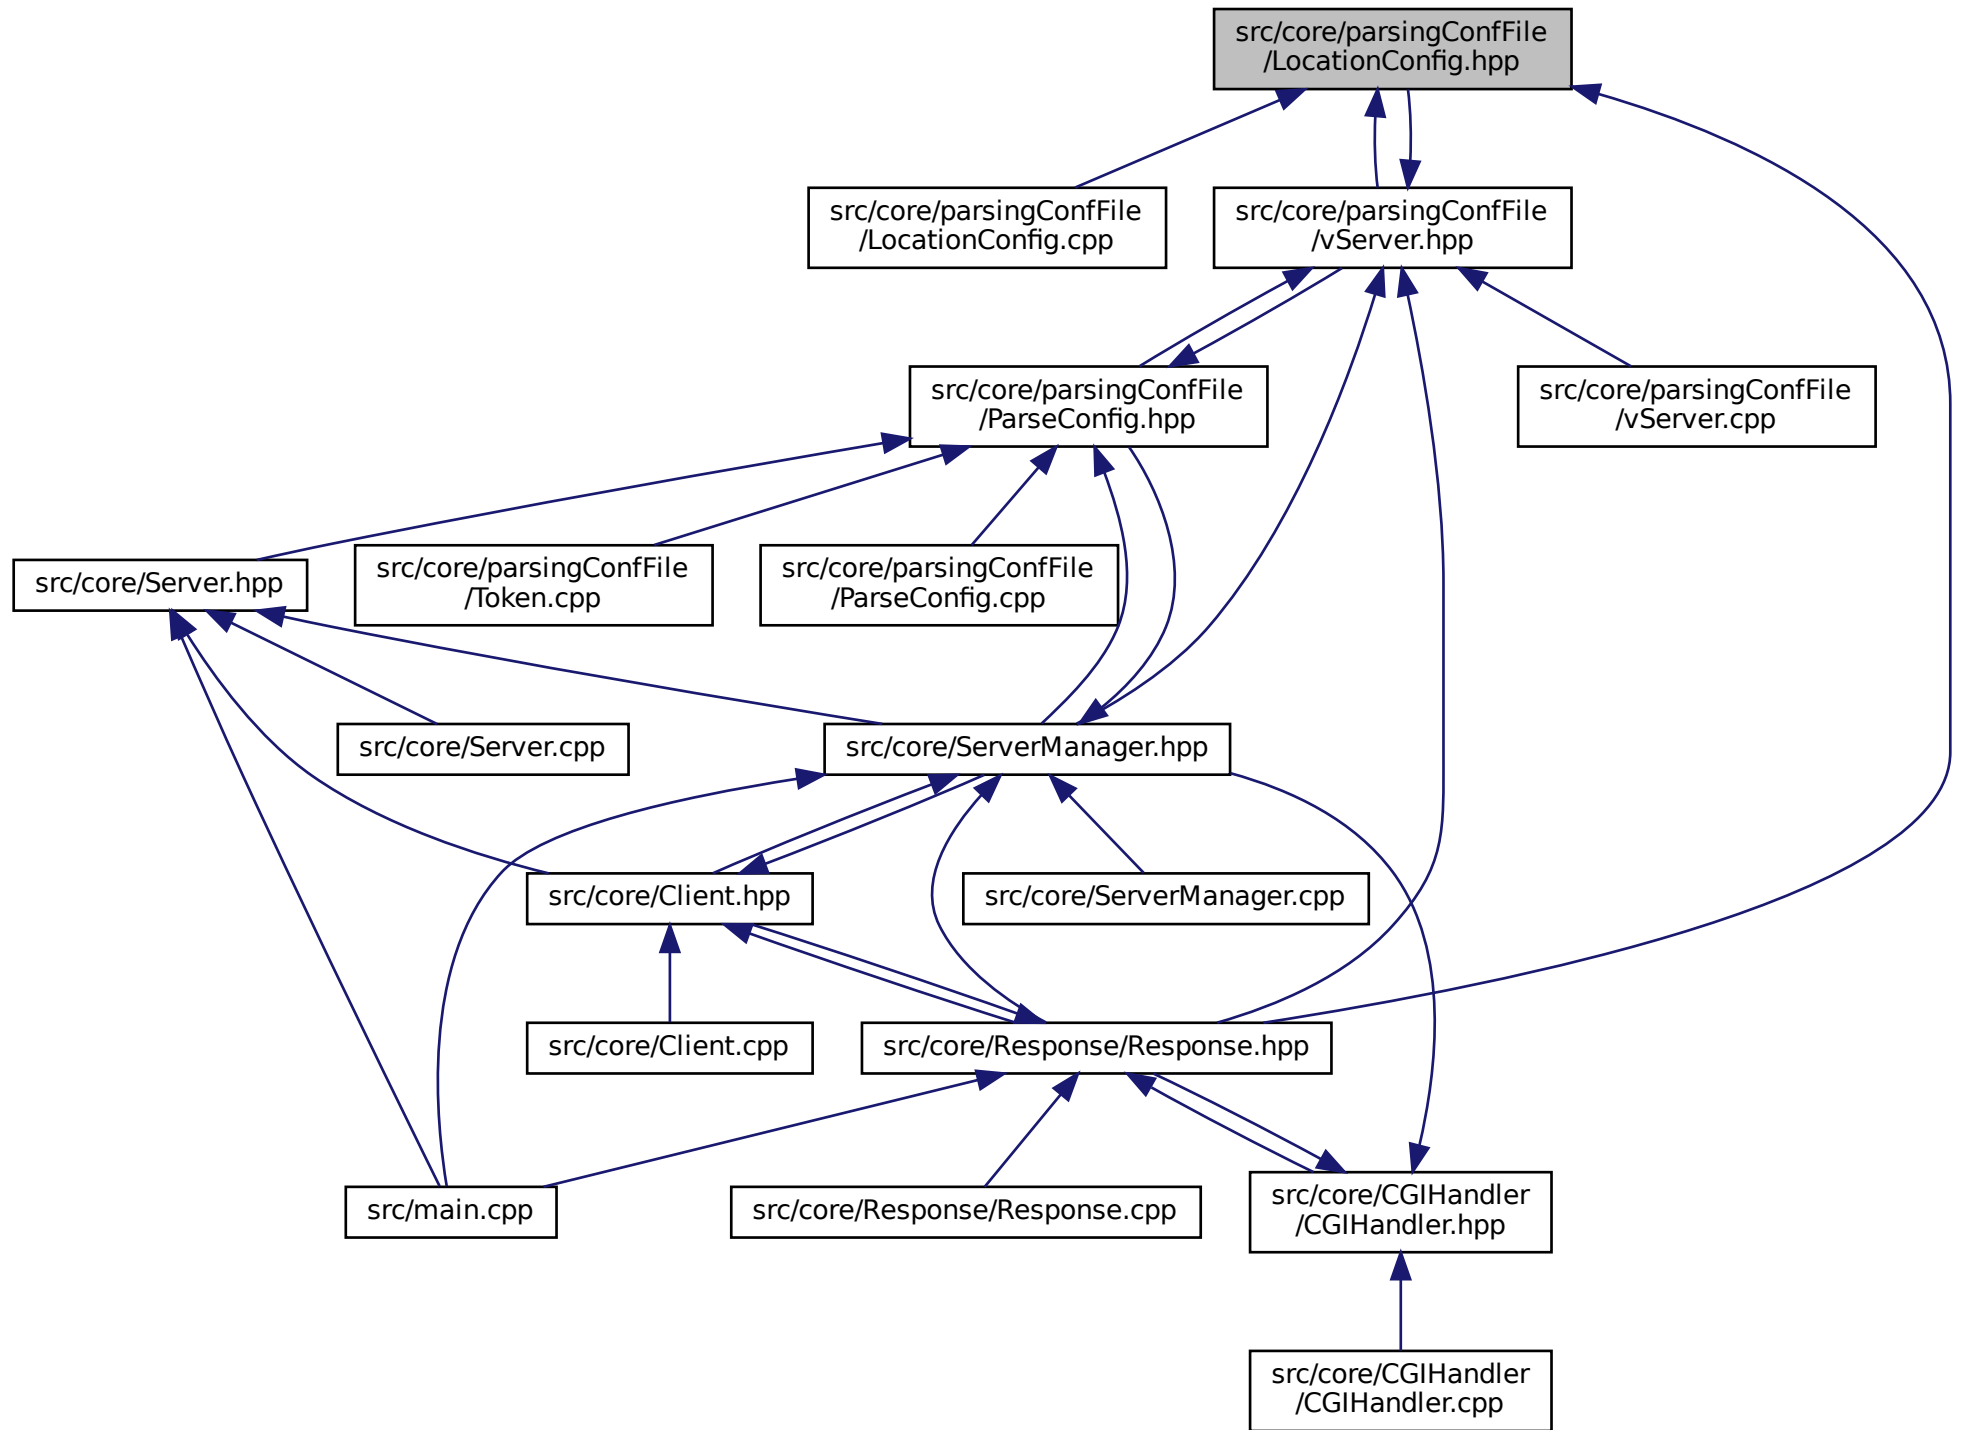 src/core/parsingConfFile
/LocationConfig.hpp
src/core/parsingConfFile
/LocationConfig.cpp
src/core/parsingConfFile
/vServer.hpp
src/core/parsingConfFile
/ParseConfig.hpp
src/core/parsingConfFile
/vServer.cpp
src/core/Server.hpp
src/core/parsingConfFile
/Token.cpp
src/core/parsingConfFile
/ParseConfig.cpp
src/core/Server.cpp
src/core/ServerManager.hpp
src/core/Client.hpp
src/core/ServerManager.cpp
src/core/Client.cpp
src/core/Response/Response.hpp
src/main.cpp
src/core/Response/Response.cpp
src/core/CGIHandler
/CGIHandler.hpp
src/core/CGIHandler
/CGIHandler.cpp